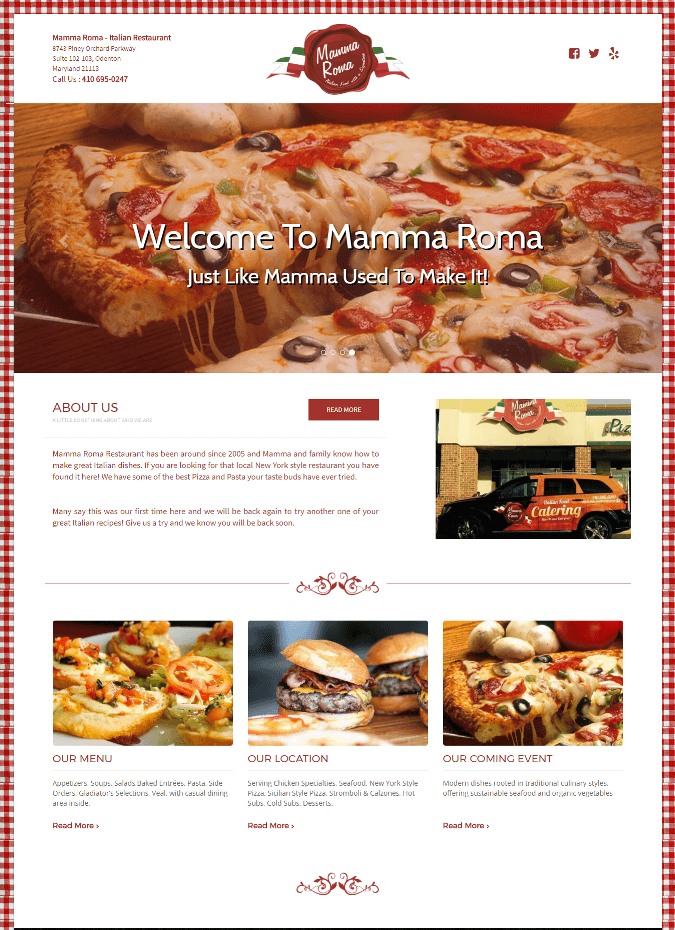 Mamma Roma - Italian Restaurant
8743 Piney Orchard Parkway
Suite 102-103, Odenton
Maryland 21113
Call Us : 410 695-0247
Mamma
Roma
Welcome To Mamma Roma
Just Like Mamma Used To Make It!
ABOUT US
A LITTLE SOMETHING ABOUT WHO WE ARE
READ MORE
Mamma Roma Restaurant has been around since 2005 and Mamma and family know how to
make great Italian dishes. If you are looking for that local New York style restaurant you have
found it here! We have some of the best Pizza and Pasta your taste buds have ever tried.
Many say this was our first time here and we will be back again to try another one of your
great Italian recipes! Give us a try and we know you will be back soon.
Mamma
Roma
Piz
Italian Food
Catering
OUR MENU
Appetizers. Soups. Salads.Baked Entrées. Pasta. Side
Orders. Gladiator's Selections. Veal. with casual dining
area inside.
Read More ›
OUR LOCATION
Serving Chicken Specialties. Seafood. New York Style
Pizza. Sicilian Style Pizza. Stromboli & Calzones. Hot
Subs. Cold Subs. Desserts.
Read More ›
OUR COMING EVENT
Modern dishes rooted in traditional culinary styles,
offering sustainable seafood and organic vegetables
Read More ›